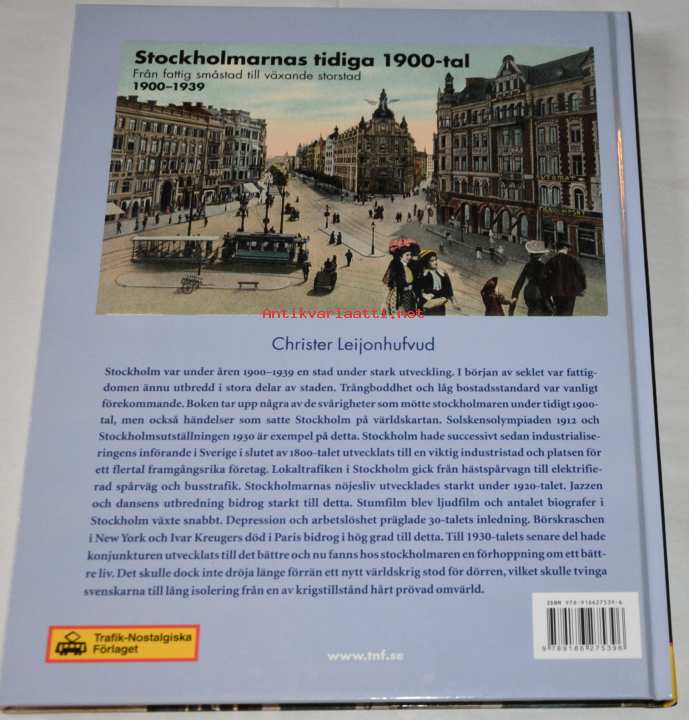 Stockholmarnas tidiga 1900-tal
Från fattig småstad till växande storstad
1900–1939
Antikvariaatti.net
Christer Leijonhufvud
Stockholm var under åren 1900–1939 en stad under stark utveckling. I början av seklet var fattig-
domen ännu utbredd i stora delar av staden. Trångboddhet och låg bostadsstandard var vanligt
förekommande. Boken tar upp några av de svårigheter som mötte stockholmaren under tidigt 1900-
tal, men också händelser som satte Stockholm på världskartan. Solskensolympiaden 1912 och
Stockholmsutställningen 1930 är exempel på detta. Stockholm hade successivt sedan industrialise-
ringens införande i Sverige i slutet av 1800-talet utvecklats till en viktig industristad och platsen för
ett flertal framgångsrika företag. Lokaltrafiken i Stockholm gick från hästspårvagn till elektrifie-
rad spårväg och busstrafik. Stockholmarnas nöjesliv utvecklades starkt under 1920-talet. Jazzen
och dansens utbredning bidrog starkt till detta. Stumfilm blev ljudfilm och antalet biografer i
Stockholm växte snabbt. Depression och arbetslöshet präglade 30-talets inledning. Börskraschen
i New York och Ivar Kreugers död i Paris bidrog i hög grad till detta. Till 1930-talets senare del hade
konjunkturen utvecklats till det bättre och nu fanns hos stockholmaren en förhoppning om ett bätt-
re liv. Det skulle dock inte dröja länge förrän ett nytt världskrig stod för dörren, vilket skulle tvinga
svenskarna till lång isolering från en av krigstillstånd hårt prövad omvärld.
ISBN 978-918627539-6
9 789186 275396
Trafik-Nostalgiska
Förlaget
www.tnf.se